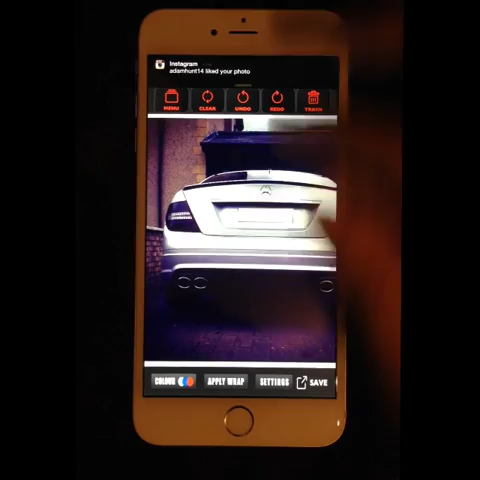 Instagram
adamhunt14 liked your photo
MENU CLEAR UNDO REDO TRASH
COLOUR APPLY WRAP SETTINGS SAVE